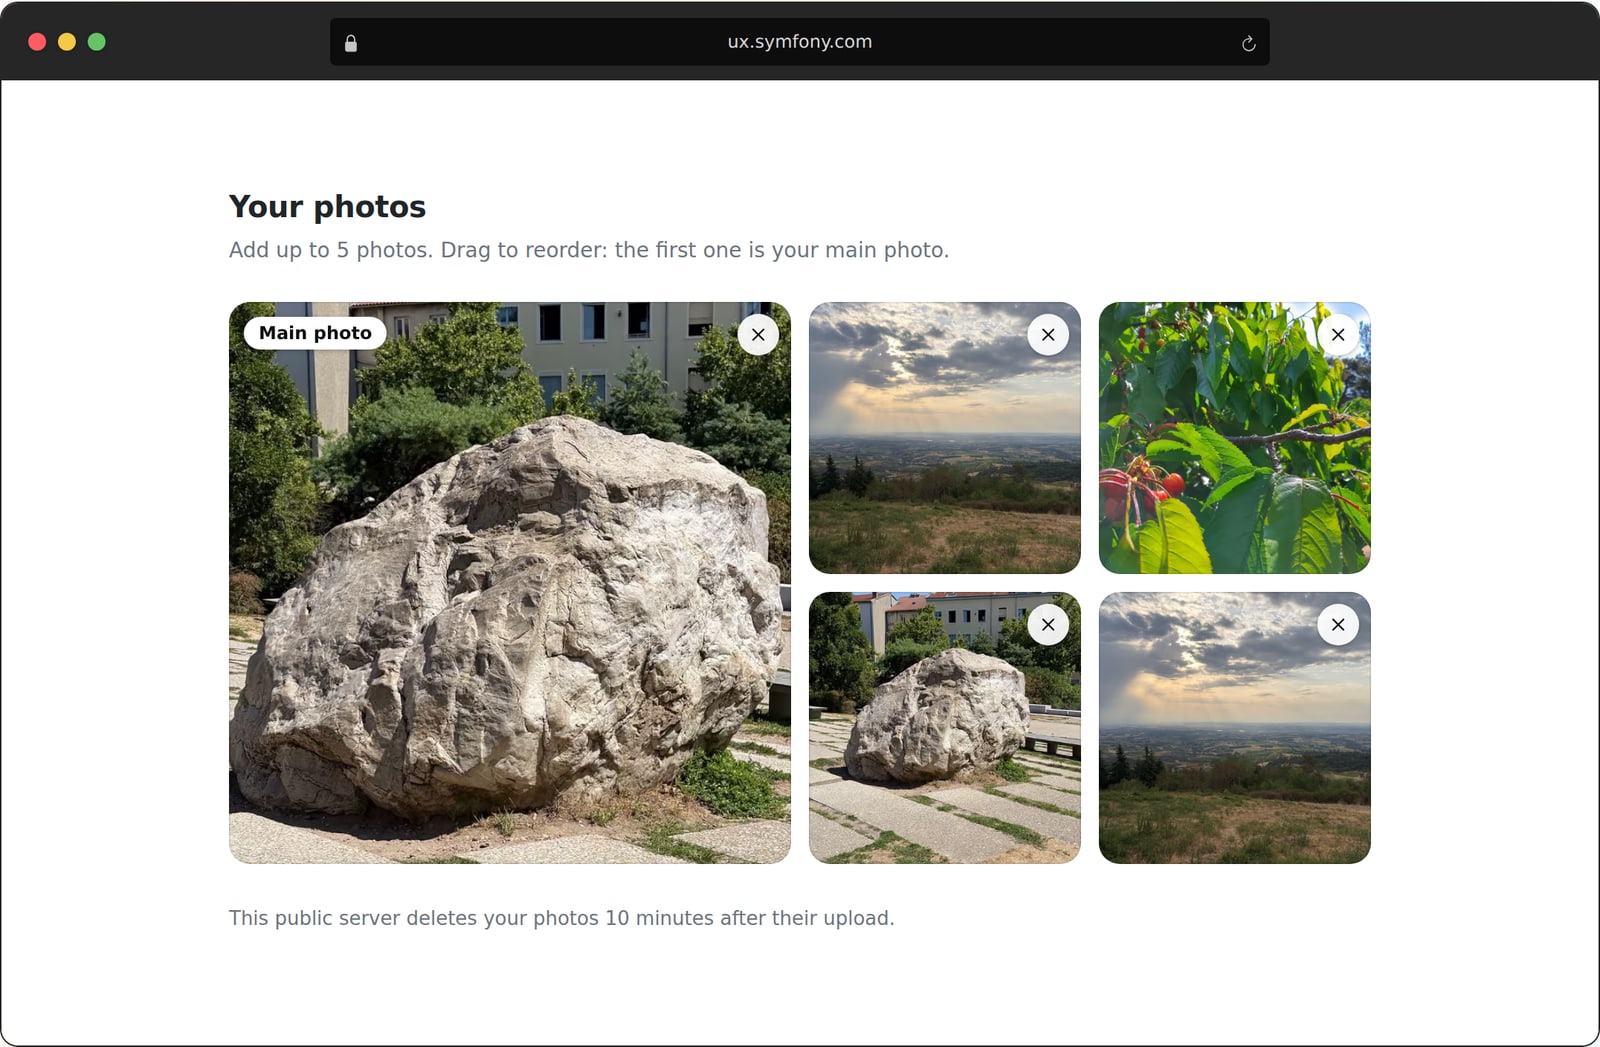 ux.symfony.com
Your photos
Add up to 5 photos. Drag to reorder: the first one is your main photo.
Main photo
This public server deletes your photos 10 minutes after their upload.